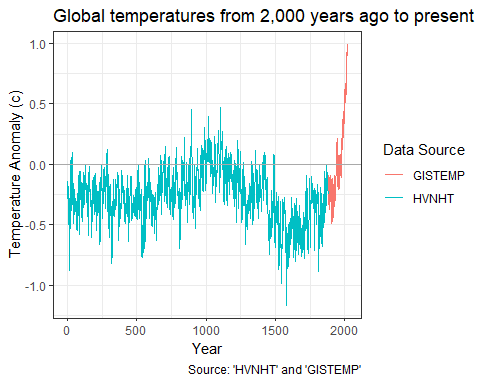 Global temperatures from 2,000 years ago to present
1.0
0.5
0.0
-0.5
-1.0
Temperature Anomaly (c)
0
500
1000
1500
2000
Year
Data Source
GISTEMP
HVNHT
Source: 'HVNHT' and 'GISTEMP'